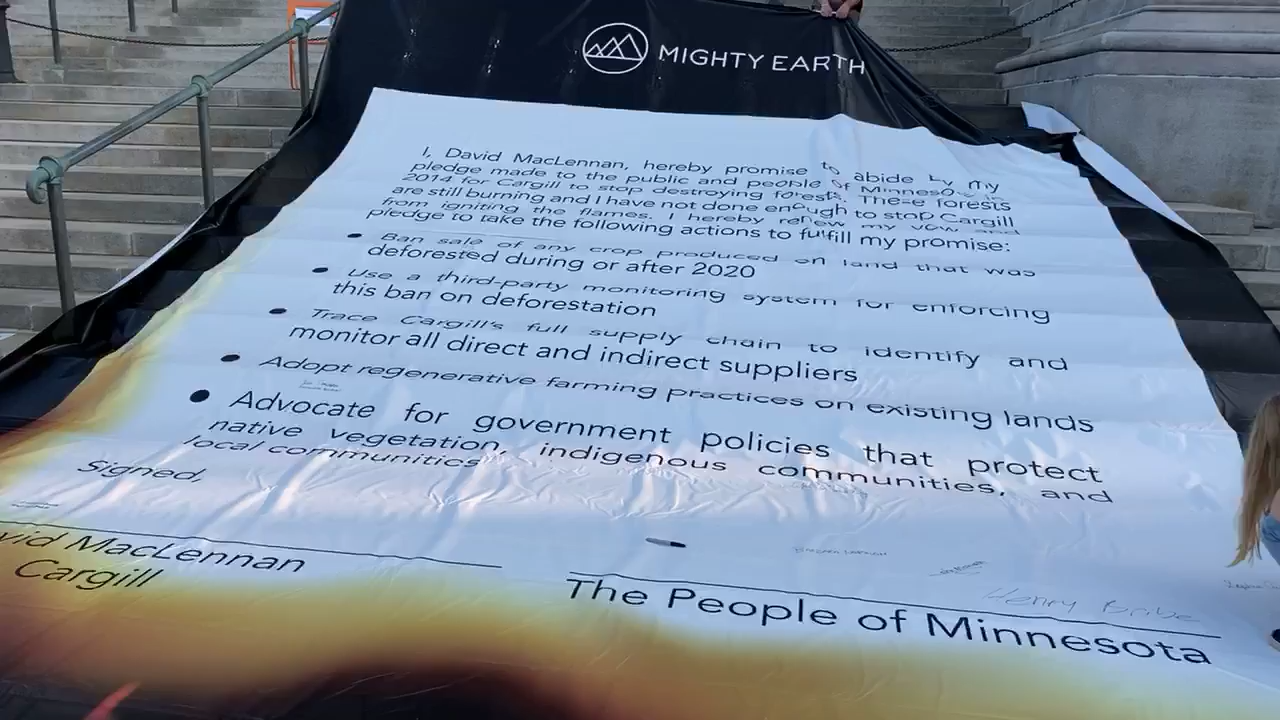 MIGHTY EARTH
I, David MacLennan, hereby promise to abide by my
pledge made to the public and people of Minnesota
2014 for Cargill to stop destroying forests. These forests
are still burning and I have not done enough to stop Cargill
from igniting the flames. I hereby renew my vow and
pledge to take the following actions to fulfill my promise:
• Ban sale of any crop produced on land that was
deforested during or after 2020
• Use a third-party monitoring system for enforcing
this ban on deforestation
• Trace Cargill's full supply chain to identify and
monitor all direct and indirect suppliers
• Adopt regenerative farming practices on existing lands
• Advocate for government policies that protect
native vegetation, indigenous communities, and
local communities
Signed,
vid MacLennan
Cargill
Henry Bribe
The People of Minnesota